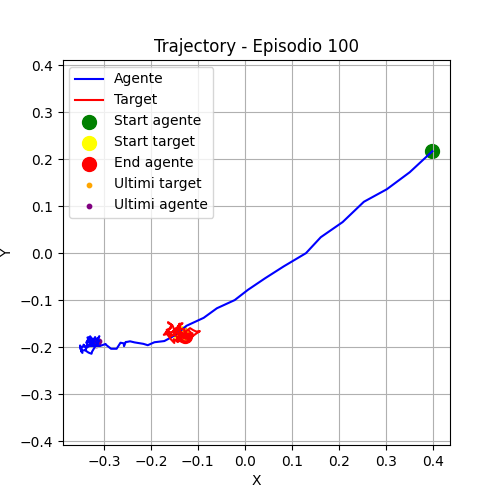 Trajectory - Episodio 100
Agente
Target
Start agente
Start target
End agente
Ultimi target
Ultimi agente
0.4
0.3
0.2
0.1
0.0
−0.1
−0.2
−0.3
−0.4
Y
−0.3 −0.2 −0.1 0.0 0.1 0.2 0.3 0.4
X